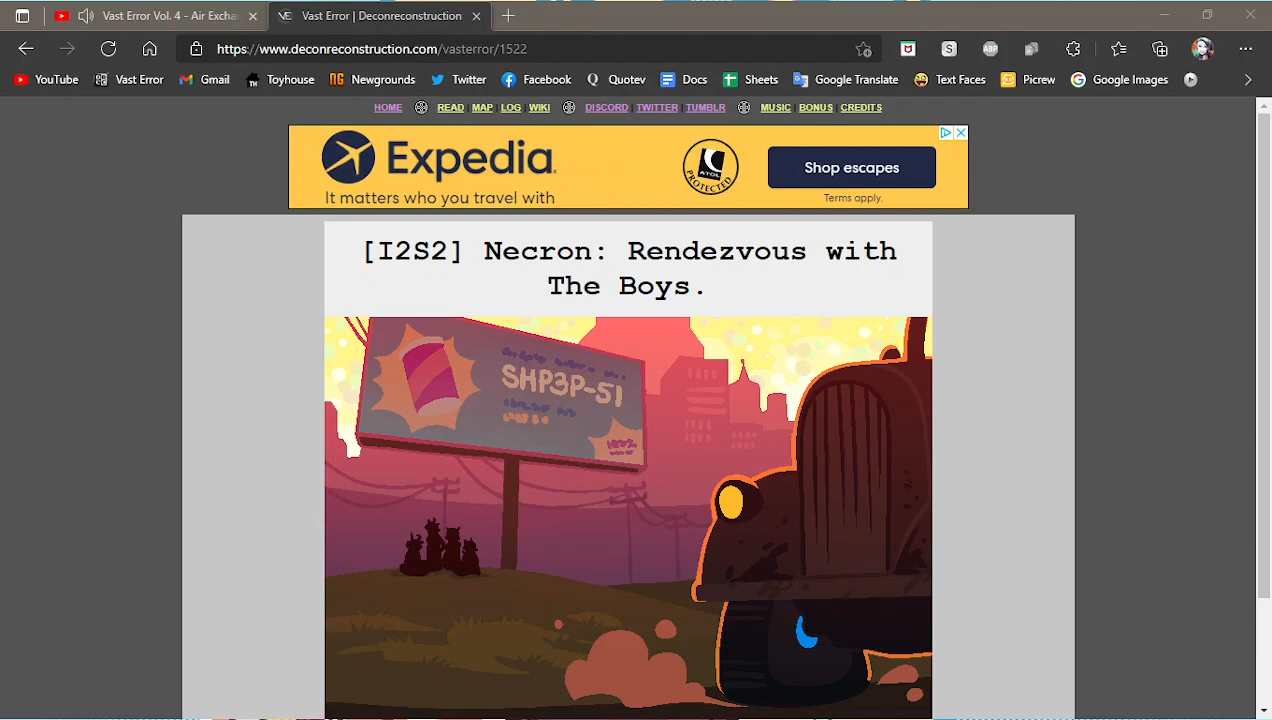 Vast Error Vol. 4 - Air Excha
Vast Error | Deconreconstruction
https://www.deconreconstruction.com/vasterror/1522
YouTube Vast Error Gmail Toyhouse Newgrounds Twitter Facebook Quotev Docs Sheets Google Translate Text Faces Picrew Google Images
HOME READ MAP LOG WIKI DISCORD | TWITTER | TUMBLR MUSIC | BONUS | CREDITS
Expedia
It matters who you travel with
ATOL PROTECTED
Shop escapes
Terms apply.
[I2S2] Necron: Rendezvous with
The Boys.
SHP3P-51